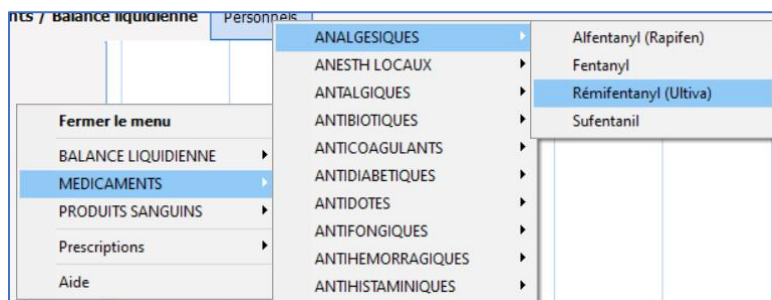 nts / Balance liquidienne
Personnels
Fermer le menu
BALANCE LIQUIDIENNE
MEDICAMENTS
PRODUITS SANGUINS
Prescriptions
Aide
ANALGESIQUES
ANESTH LOCAUX
ANTALGIQUES
ANTIBIOTIQUES
ANTICOAGULANTS
ANTIDIABETIQUES
ANTIDOTES
ANTIFONGIQUES
ANTIHEMORRAGIQUES
ANTIHISTAMINIQUES
Alfentanyl (Rapifen)
Fentanyl
Rémifentanyl (Ultiva)
Sufentanil